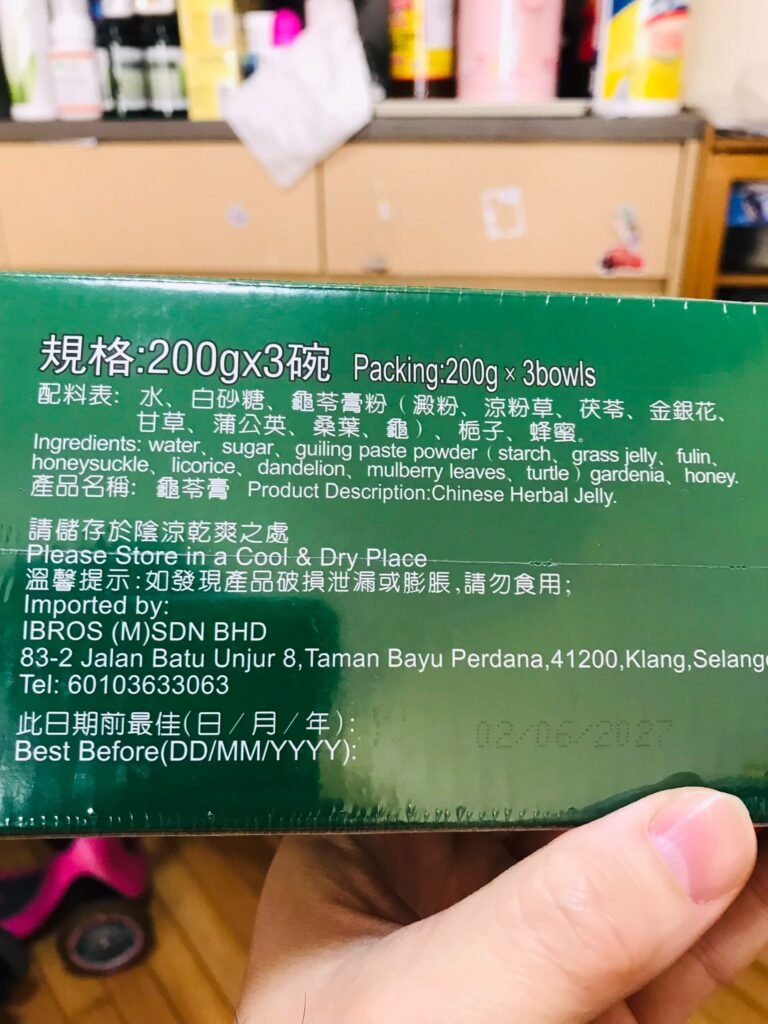 規格:200gx3碗 Packing:200g × 3bowls
配料表: 水、白砂糖、龜苓膏粉（澱粉、涼粉草、茯苓、金銀花、
甘草、蒲公英、桑葉、龜）、梔子、蜂蜜。
Ingredients: water、sugar、guiling paste powder（starch、grass jelly、fulin、
honeysuckle、licorice、dandelion、mulberry leaves、turtle）gardenia、honey.
產品名稱: 龜苓膏 Product Description:Chinese Herbal Jelly.
請儲存於陰涼乾爽之處
Please Store in a Cool & Dry Place
溫馨提示:如發現產品破損泄漏或膨脹,請勿食用;
Imported by:
IBROS (M)SDN BHD
83-2 Jalan Batu Unjur 8,Taman Bayu Perdana,41200,Klang,Selang
Tel: 60103633063
此日期前最佳(日/月/年):
Best Before(DD/MM/YYYY):
02/06/2027